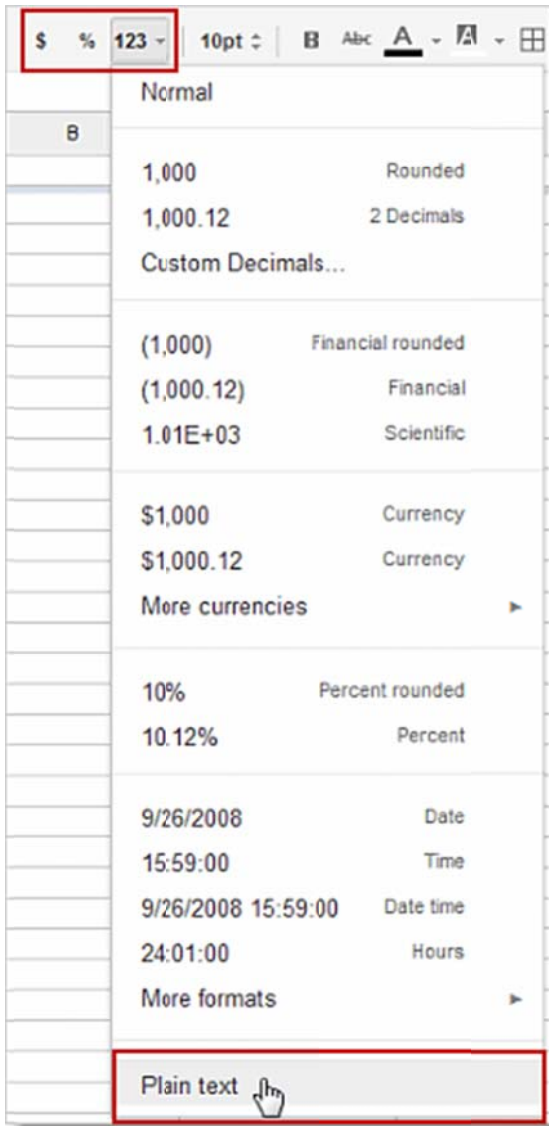 $ % 123 10pt B Abc A A
B
Normal
1,000 Rounded
1,000.12 2 Decimals
Custom Decimals...
(1,000) Financial rounded
(1,000.12) Financial
1.01E+03 Scientific
$1,000 Currency
$1,000.12 Currency
More currencies
10% Percent rounded
10.12% Percent
9/26/2008 Date
15:59:00 Time
9/26/2008 15:59:00 Date time
24:01:00 Hours
More formats
Plain text